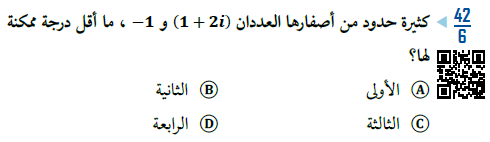 42/6 كثيرة حدود من أصفارها العددان (1 + 2i) و −1 ، ما أقل درجة ممكنة
لها؟
A الأولى B الثانية
C الثالثة D الرابعة